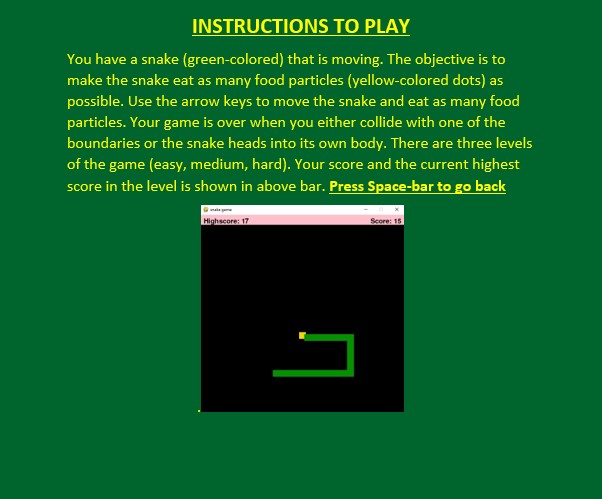 INSTRUCTIONS TO PLAY
You have a snake (green-colored) that is moving. The objective is to
make the snake eat as many food particles (yellow-colored dots) as
possible. Use the arrow keys to move the snake and eat as many food
particles. Your game is over when you either collide with one of the
boundaries or the snake heads into its own body. There are three levels
of the game (easy, medium, hard). Your score and the current highest
score in the level is shown in above bar. Press Space-bar to go back
snake game
Highscore: 17 Score: 15